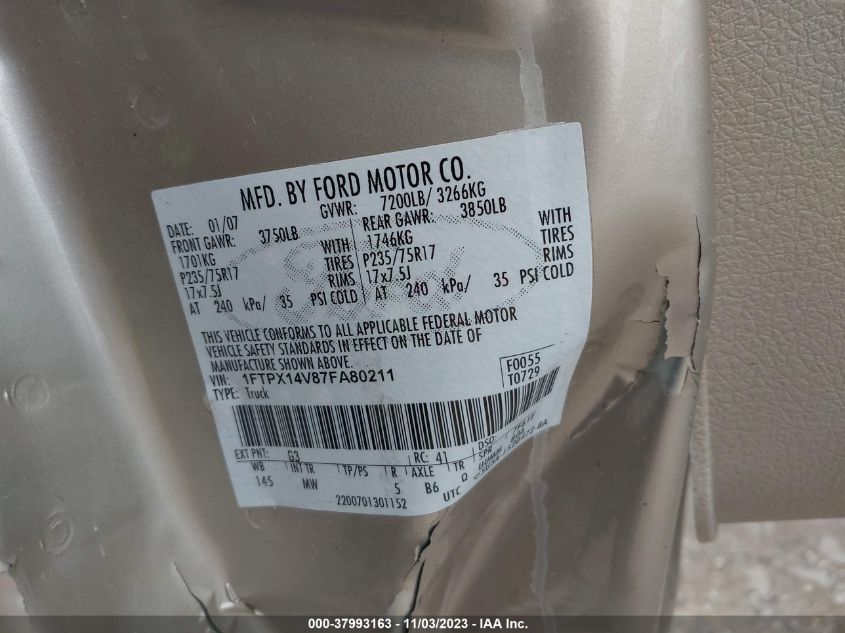 MFD. BY FORD MOTOR CO.
DATE: 01/07 GVWR: 7200LB/ 3266KG
FRONT GAWR: 3750LB REAR GAWR: 3850LB
1701KG WITH 1746KG WITH
P235/75R17 TIRES P235/75R17 TIRES
17x7.5J RIMS 17x7.5J RIMS
AT 240 kPa/ 35 PSI COLD AT 240 kPa/ 35 PSI COLD
THIS VEHICLE CONFORMS TO ALL APPLICABLE FEDERAL MOTOR
VEHICLE SAFETY STANDARDS IN EFFECT ON THE DATE OF
MANUFACTURE SHOWN ABOVE.
VIN: 1FTPX14V87FA80211 F0055
TYPE: Truck T0729
EXT PNT: G3 RC: 41 DSO:
WB INT TR TP/PS R AXLE TR SPR
145 MW 5 B6 Q
UTC
2200701301152
000-37993163 - 11/03/2023 - IAA Inc.